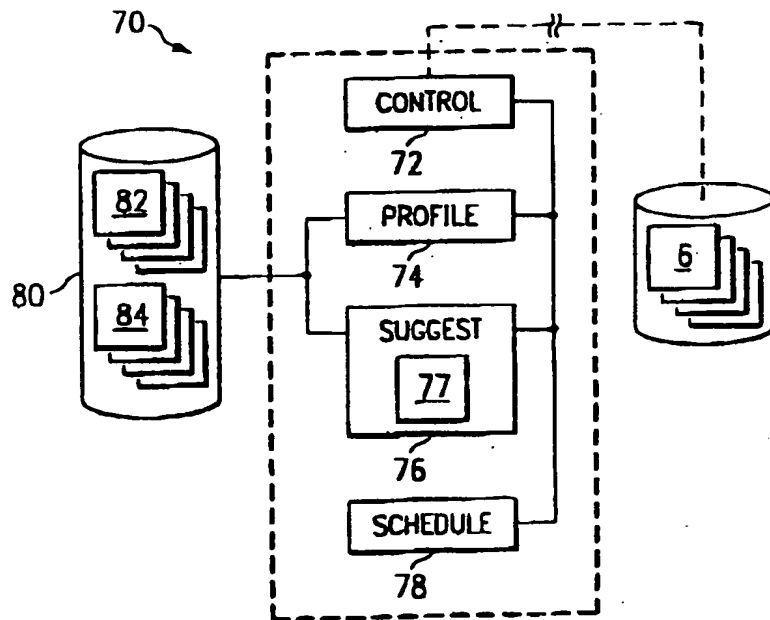 70
CONTROL
72
82
PROFILE
6
74
80
84
SUGGEST
77
76
SCHEDULE
78